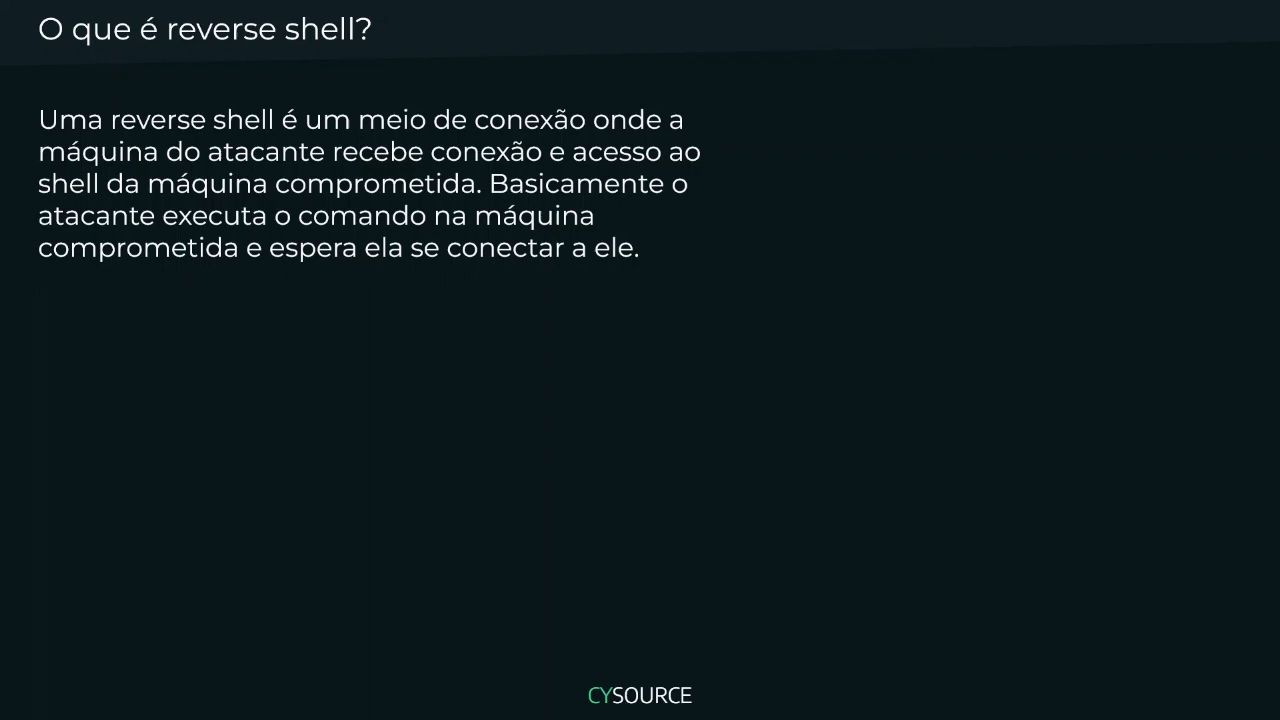 O que é reverse shell?
Uma reverse shell é um meio de conexão onde a
máquina do atacante recebe conexão e acesso ao
shell da máquina comprometida. Basicamente o
atacante executa o comando na máquina
comprometida e espera ela se conectar a ele.
CYSOURCE